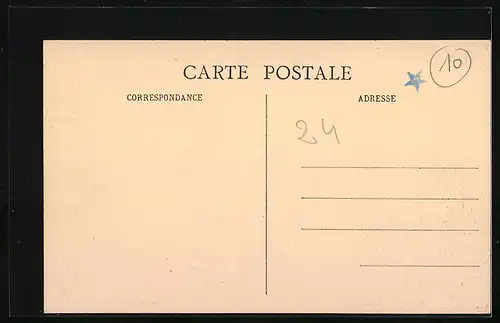 CARTE POSTALE
10
CORRESPONDANCE
ADRESSE
24